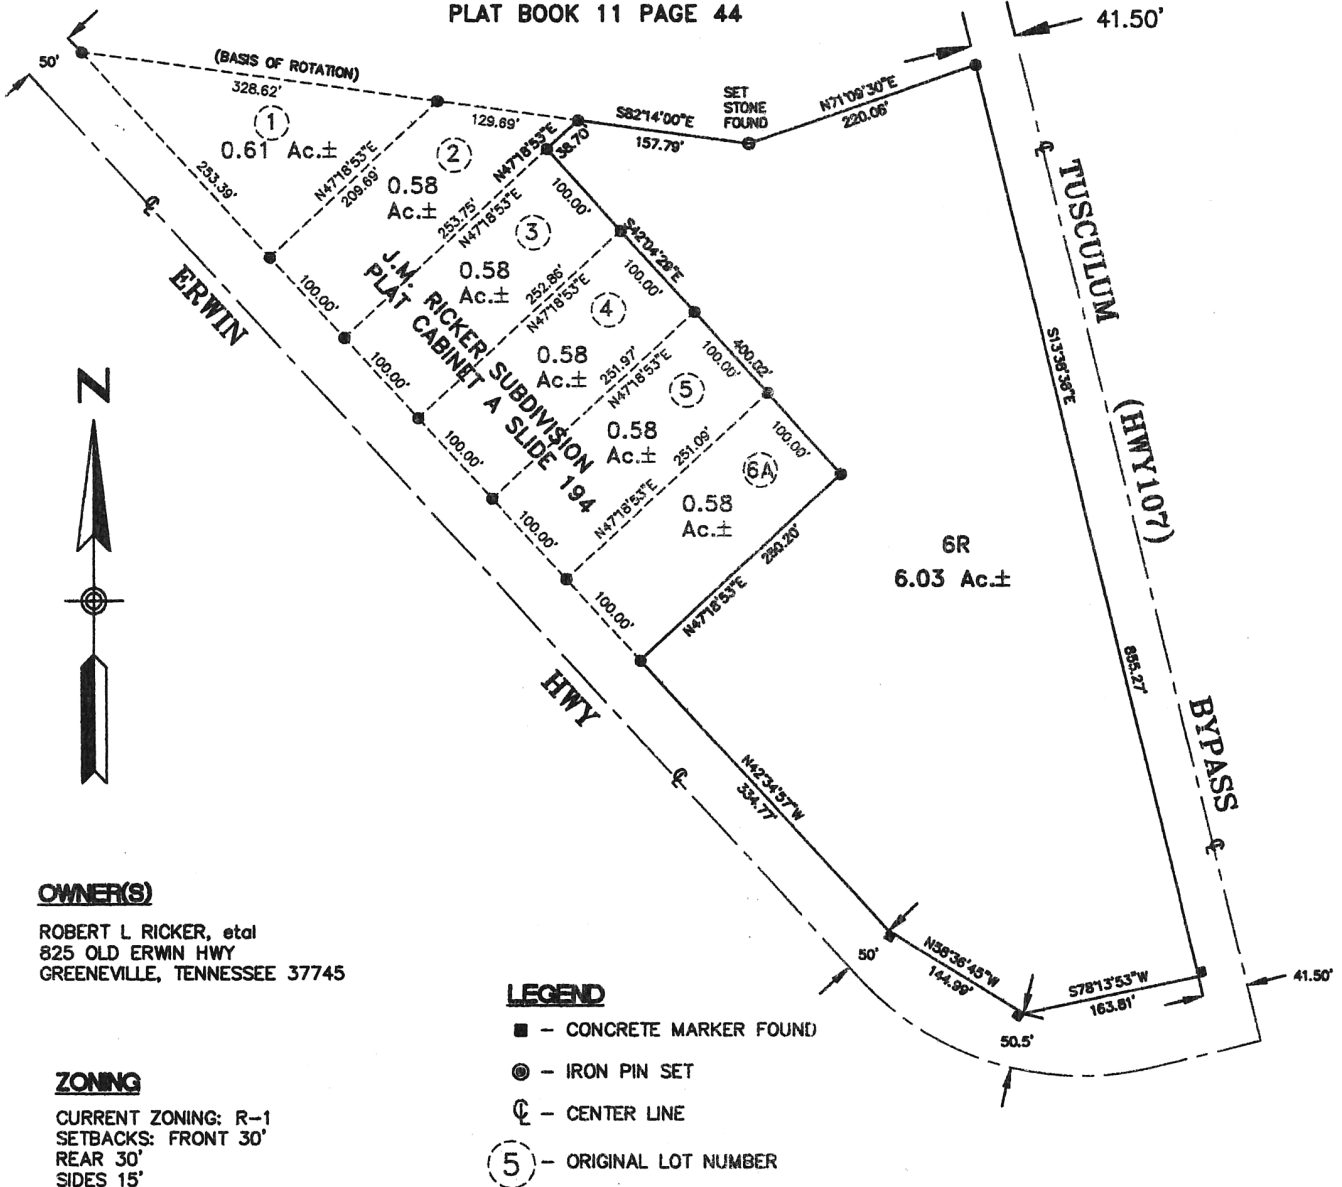 PLAT BOOK 11 PAGE 44
41.50'
50'
(BASIS OF ROTATION)
328.62'
1
0.61 Ac.±
253.39'
N47°18'53"E
209.69'
129.69'
2
0.58
Ac.±
N47°18'53"E
38.70'
S82°14'00"E
157.79'
SET
STONE
FOUND
N71°09'30"E
220.06'
253.75'
N47°18'53"E
100.00'
3
0.58
Ac.±
S42°04'29"E
400.02'
252.86'
N47°18'53"E
100.00'
4
0.58
Ac.±
251.97'
N47°18'53"E
100.00'
5
0.58
Ac.±
251.09'
N47°18'53"E
100.00'
6A
0.58
Ac.±
280.20'
N47°18'53"E
J.M. RICKER SUBDIVISION
PLAT CABINET A SLIDE 194
100.00'
100.00'
100.00'
100.00'
100.00'
ERWIN
HWY
6R
6.03 Ac.±
S13°38'38"E
855.27'
TUSCULUM
(HWY107)
BYPASS
N
N42°34'57"W
334.77'
50'
N58°36'45"W
144.99'
50.5'
S78°13'53"W
163.81'
41.50'
OWNER(S)
ROBERT L RICKER, etal
825 OLD ERWIN HWY
GREENEVILLE, TENNESSEE 37745
ZONING
CURRENT ZONING: R-1
SETBACKS: FRONT 30'
REAR 30'
SIDES 15'
LEGEND
- CONCRETE MARKER FOUND
- IRON PIN SET
℄ - CENTER LINE
5 - ORIGINAL LOT NUMBER